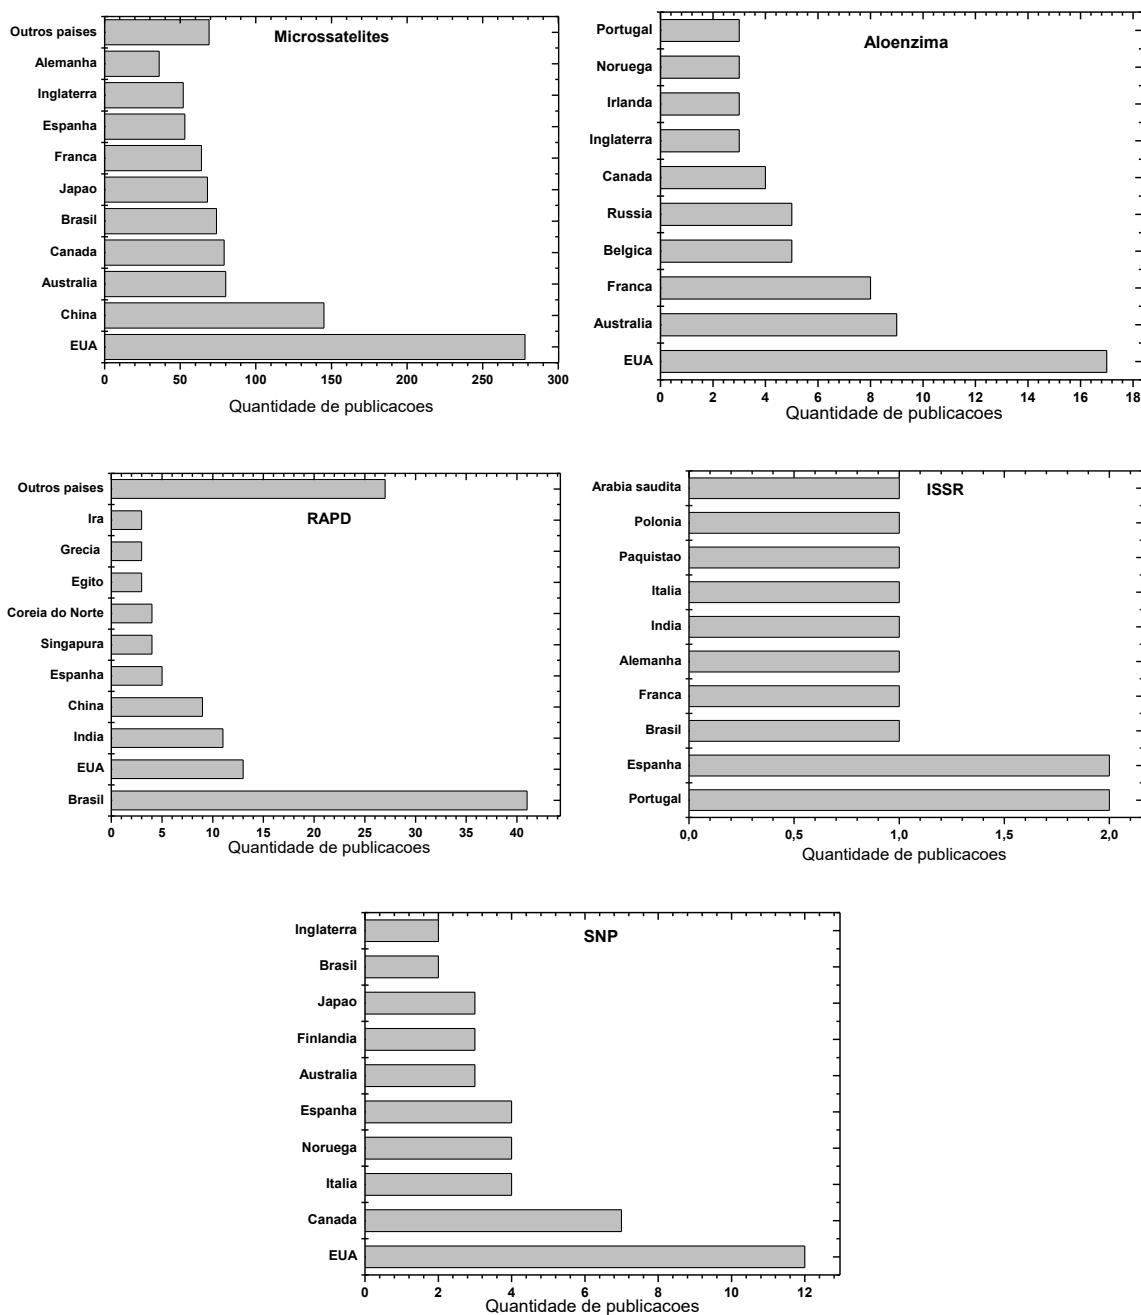 Microssatelites
Outros paises
Alemanha
Inglaterra
Espanha
Franca
Japao
Brasil
Canada
Australia
China
EUA
0 50 100 150 200 250 300
Quantidade de publicacoes
Aloenzima
Portugal
Noruega
Irlanda
Inglaterra
Canada
Russia
Belgica
Franca
Australia
EUA
0 2 4 6 8 10 12 14 16 18
Quantidade de publicacoes
RAPD
Outros paises
Ira
Grecia
Egito
Coreia do Norte
Singapura
Espanha
China
India
EUA
Brasil
0 5 10 15 20 25 30 35 40
Quantidade de publicacoes
ISSR
Arabia saudita
Polonia
Paquistao
Italia
India
Alemanha
Franca
Brasil
Espanha
Portugal
0,0 0,5 1,0 1,5 2,0
Quantidade de publicacoes
SNP
Inglaterra
Brasil
Japao
Finlandia
Australia
Espanha
Noruega
Italia
Canada
EUA
0 2 4 6 8 10 12
Quantidade de publicacoes